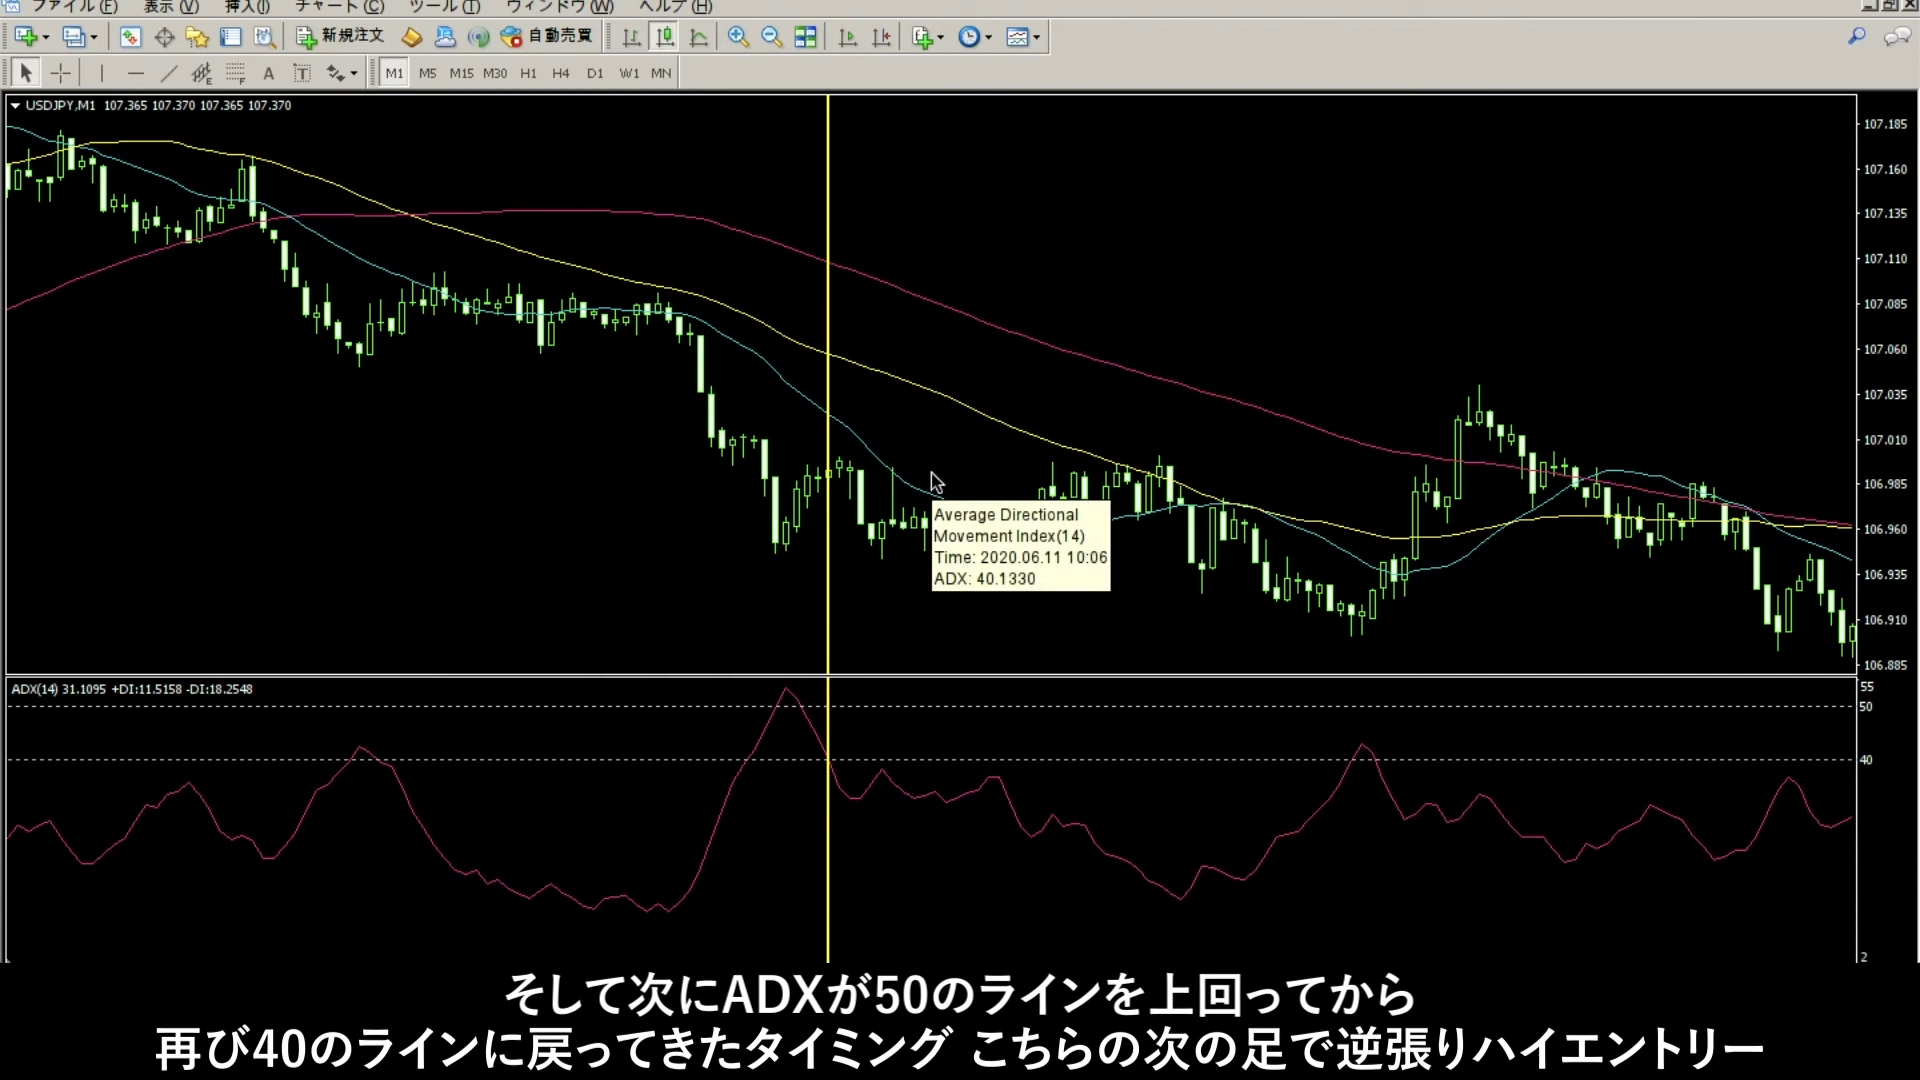 ファイル(F) 表示(V) 挿入(I) チャート(C) ツール(T) ウィンドウ(W) ヘルプ(H)
新規注文 自動売買
A T M1 M5 M15 M30 H1 H4 D1 W1 MN
USDJPY,M1 107.365 107.370 107.365 107.370
107.185
107.160
107.135
107.110
107.085
107.060
107.035
107.010
106.985
106.960
106.935
106.910
106.885
Average Directional
Movement Index(14)
Time: 2020.06.11 10:06
ADX: 40.1330
ADX(14) 31.1095 +DI:11.5158 -DI:18.2548
55
50
40
2
そして次にADXが50のラインを上回ってから
再び40のラインに戻ってきたタイミング こちらの次の足で逆張りハイエントリー